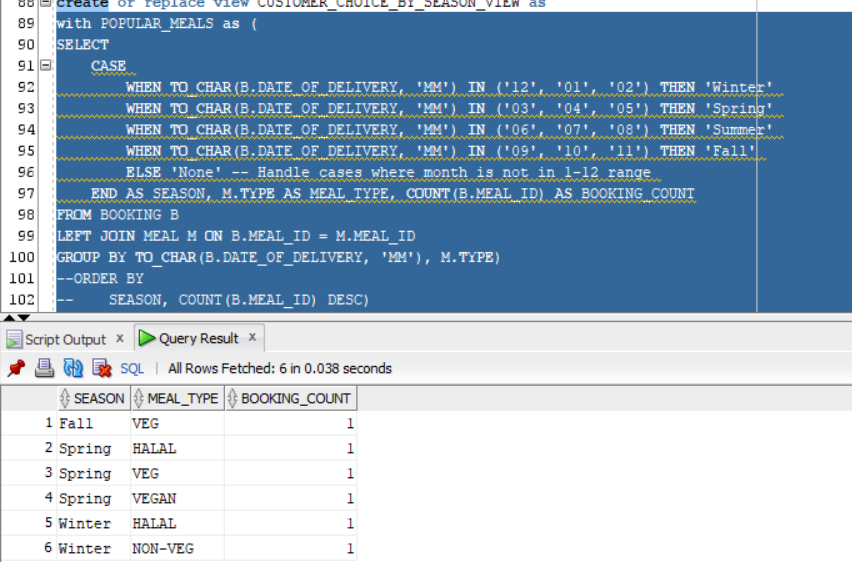 88 create or replace view CUSTOMER_CHOICE_BY_SEASON_VIEW as
89 with POPULAR_MEALS as (
90 SELECT
91 CASE
92 WHEN TO_CHAR(B.DATE_OF_DELIVERY, 'MM') IN ('12', '01', '02') THEN 'Winter'
93 WHEN TO_CHAR(B.DATE_OF_DELIVERY, 'MM') IN ('03', '04', '05') THEN 'Spring'
94 WHEN TO_CHAR(B.DATE_OF_DELIVERY, 'MM') IN ('06', '07', '08') THEN 'Summer'
95 WHEN TO_CHAR(B.DATE_OF_DELIVERY, 'MM') IN ('09', '10', '11') THEN 'Fall'
96 ELSE 'None' -- Handle cases where month is not in 1-12 range
97 END AS SEASON, M.TYPE AS MEAL_TYPE, COUNT(B.MEAL_ID) AS BOOKING_COUNT
98 FROM BOOKING B
99 LEFT JOIN MEAL M ON B.MEAL_ID = M.MEAL_ID
100 GROUP BY TO_CHAR(B.DATE_OF_DELIVERY, 'MM'), M.TYPE)
101 --ORDER BY
102 -- SEASON, COUNT(B.MEAL_ID) DESC)
Script Output x Query Result x
SQL | All Rows Fetched: 6 in 0.038 seconds
SEASON MEAL_TYPE BOOKING_COUNT
1 Fall VEG 1
2 Spring HALAL 1
3 Spring VEG 1
4 Spring VEGAN 1
5 Winter HALAL 1
6 Winter NON-VEG 1